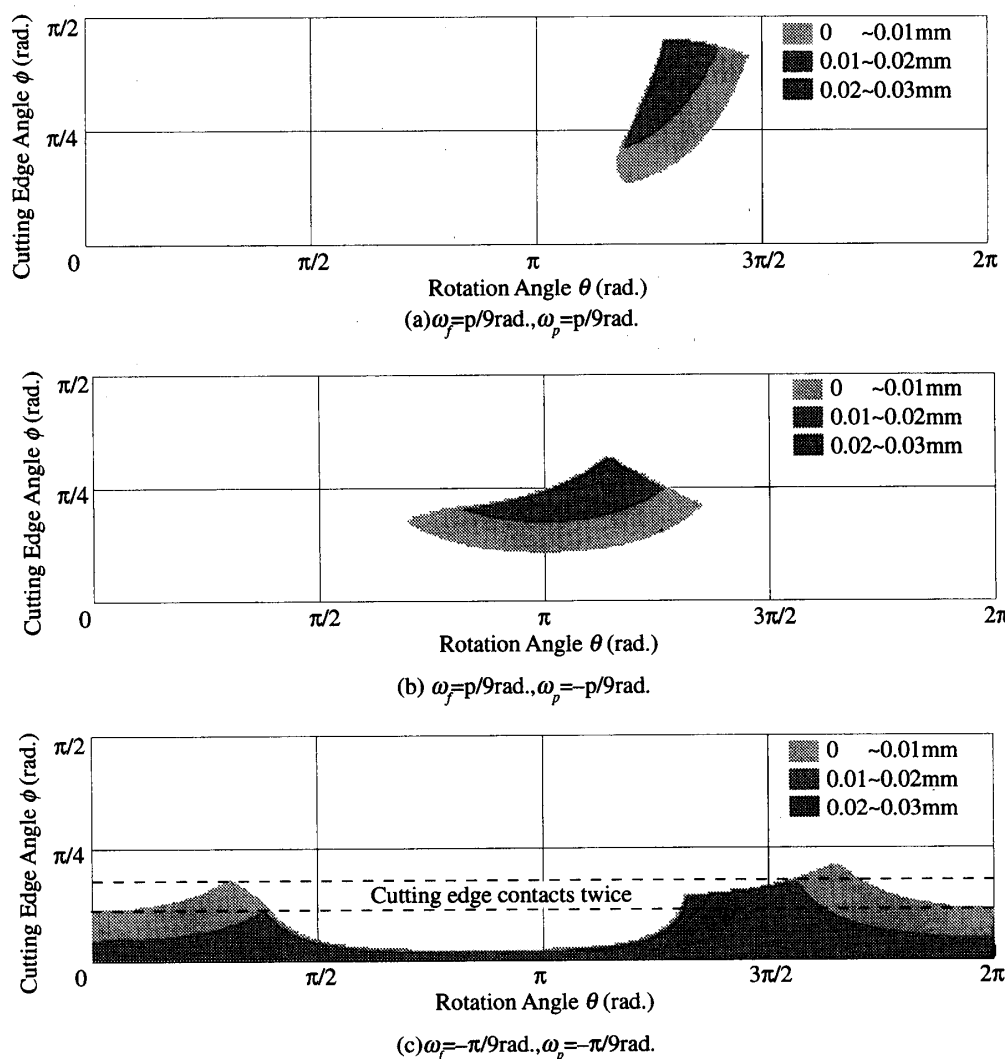 π/2
Cutting Edge Angle ϕ (rad.)
π/4
0 ~0.01mm
0.01~0.02mm
0.02~0.03mm
0
π/2
π
3π/2
2π
Rotation Angle θ (rad.)
(a)ω_f=p/9rad.,ω_p=p/9rad.
π/2
Cutting Edge Angle ϕ (rad.)
π/4
0 ~0.01mm
0.01~0.02mm
0.02~0.03mm
0
π/2
π
3π/2
2π
Rotation Angle θ (rad.)
(b) ω_f=p/9rad.,ω_p=–p/9rad.
π/2
Cutting Edge Angle ϕ (rad.)
π/4
0 ~0.01mm
0.01~0.02mm
0.02~0.03mm
Cutting edge contacts twice
0
π/2
π
3π/2
2π
Rotation Angle θ (rad.)
(c)ω_f=–π/9rad.,ω_p=–π/9rad.